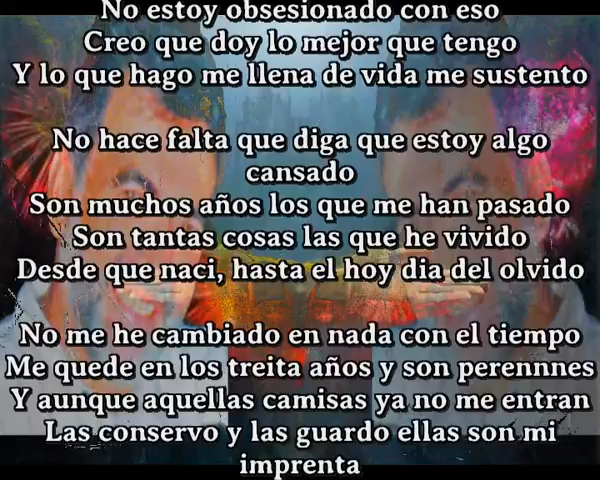 No estoy obsesionado con eso
Creo que doy lo mejor que tengo
Y lo que hago me llena de vida me sustento
No hace falta que diga que estoy algo
cansado
Son muchos años los que me han pasado
Son tantas cosas las que he vivido
Desde que naci, hasta el hoy dia del olvido
No me he cambiado en nada con el tiempo
Me quede en los treita años y son perennnes
Y aunque aquellas camisas ya no me entran
Las conservo y las guardo ellas son mi
imprenta